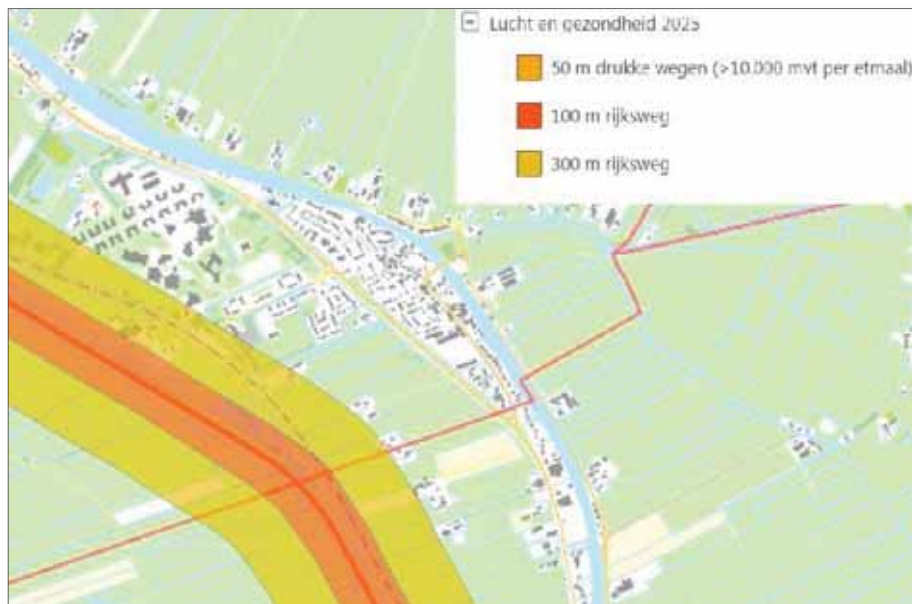 Lucht en gezondheid 2025
50 m drukke wegen (>10.000 mvt per etmaal)
100 m rijksweg
300 m rijksweg